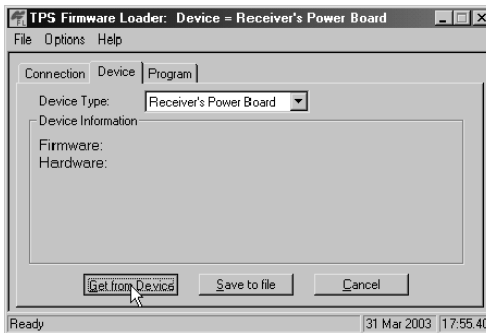 TPS Firmware Loader: Device = Receiver's Power Board
File Options Help
Connection Device Program
Device Type: Receiver's Power Board
Device Information
Firmware:
Hardware:
Get from Device Save to file Cancel
Ready 31 Mar 2003 17:55.40